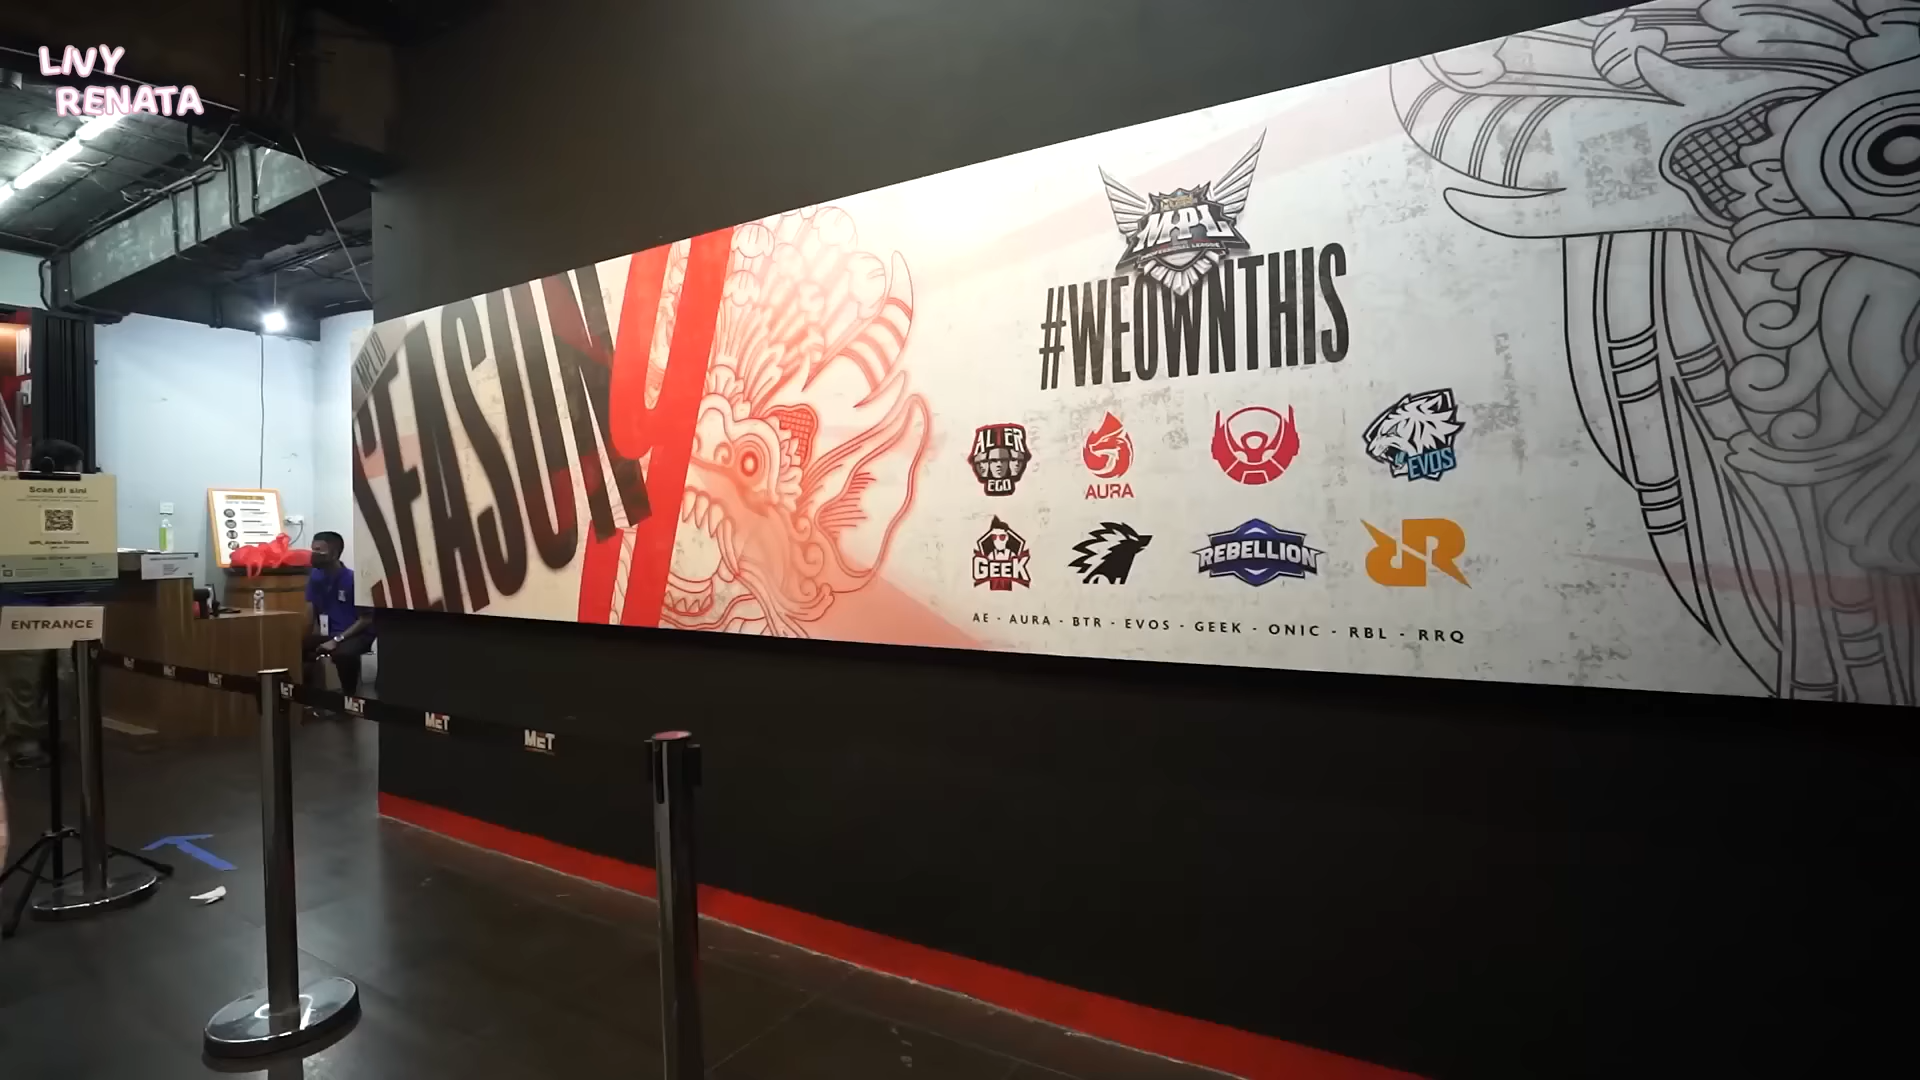 LIVY
RENATA
MPL ID
SEASON 9
MPL
#WEOWNTHIS
ALTER
EGO
AURA
EVOS
GEEK
REBELLION
AE - AURA - BTR - EVOS - GEEK - ONIC - RBL - RRQ
Scan di sini
ENTRANCE
MET
MET
MET